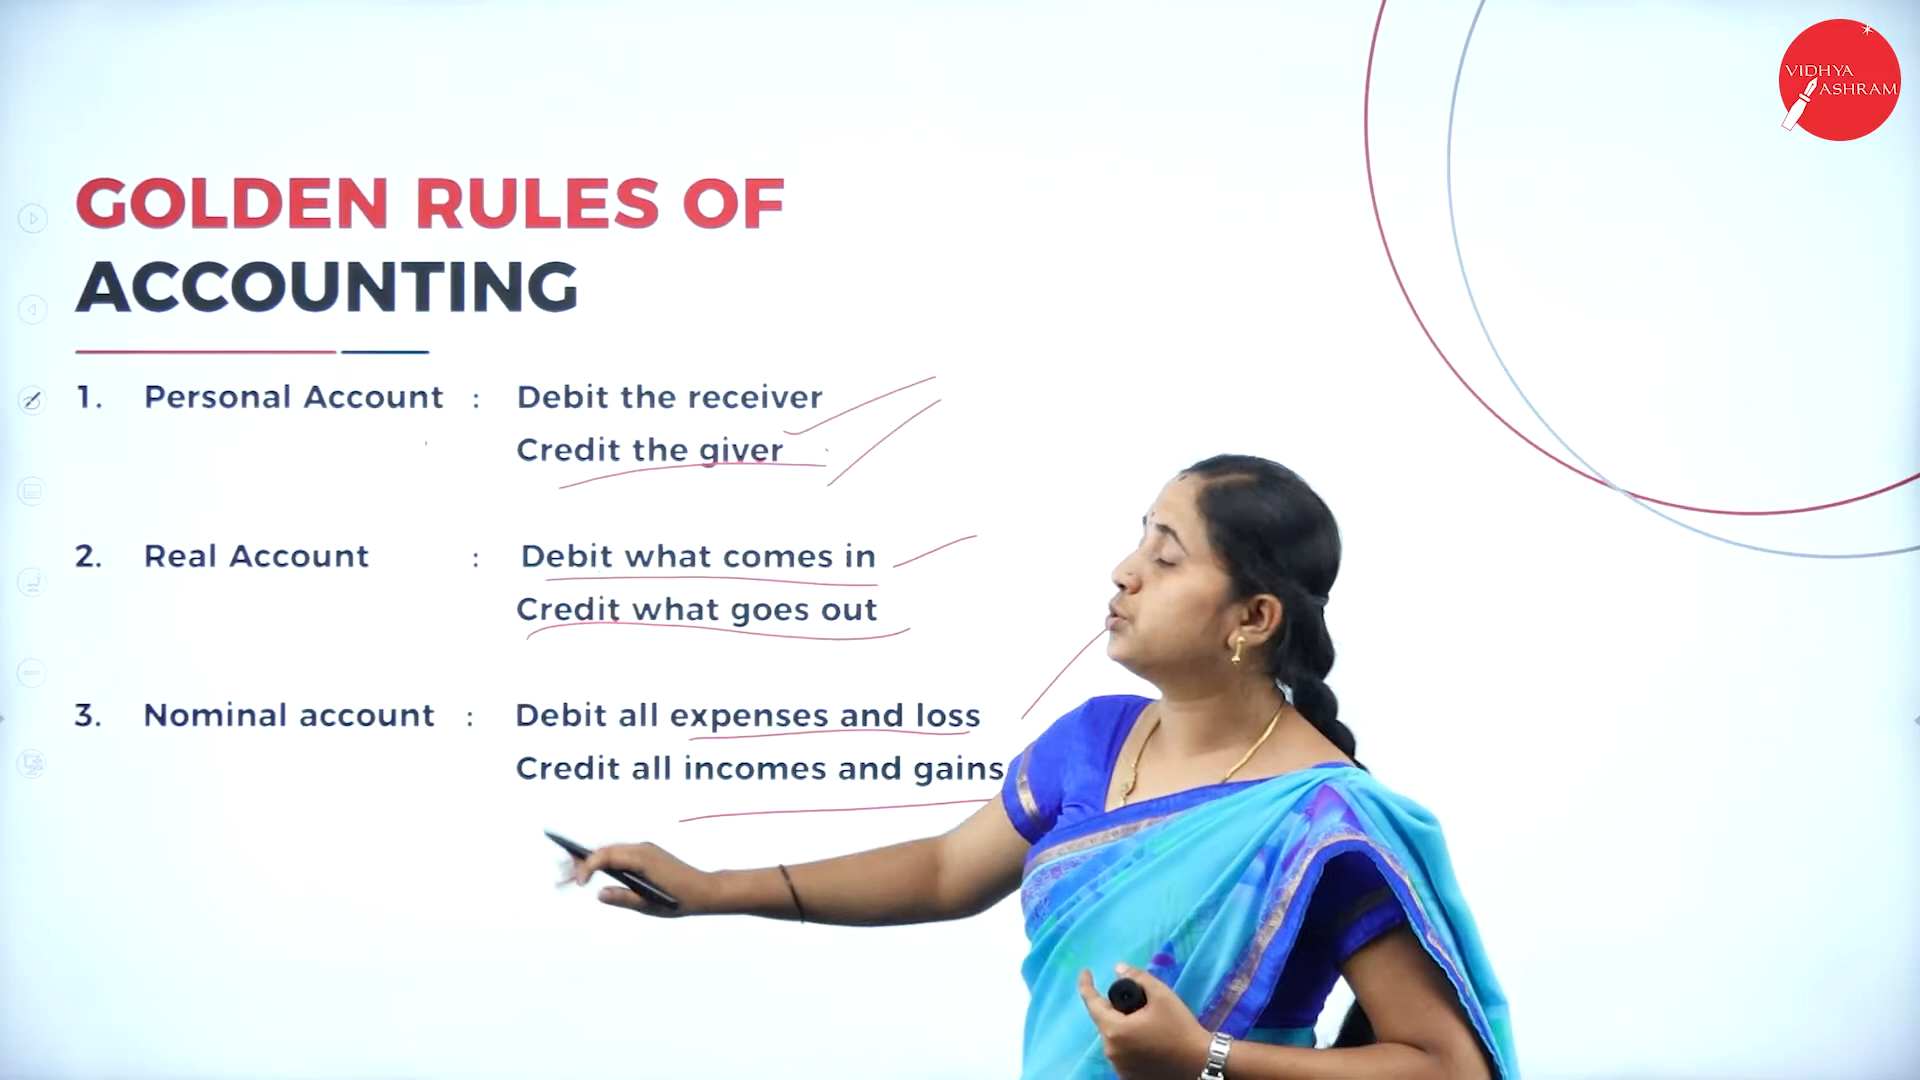 VIDHYA
ASHRAM
GOLDEN RULES OF
ACCOUNTING
1. Personal Account : Debit the receiver
Credit the giver
2. Real Account : Debit what comes in
Credit what goes out
3. Nominal account : Debit all expenses and loss
Credit all incomes and gains